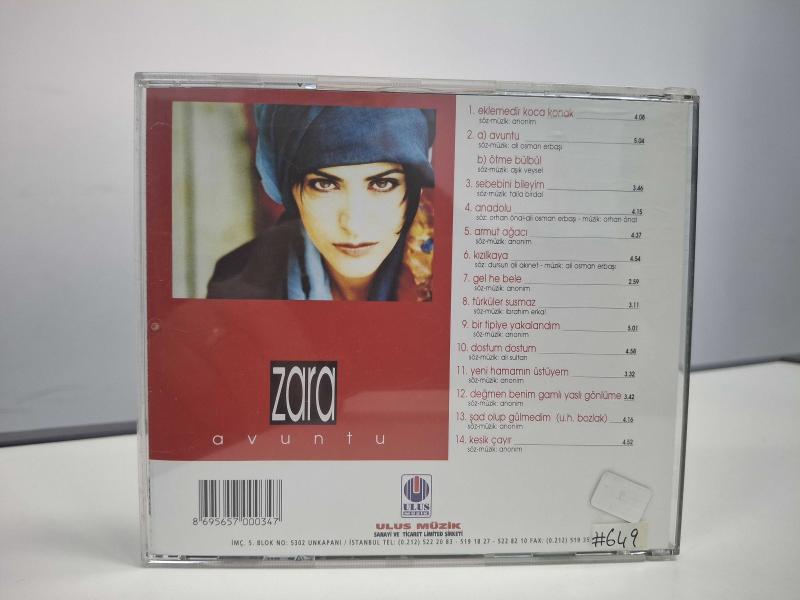 1. eklemedir koca konak 4.08
söz-müzik: anonim
2. a) avuntu 5.04
söz-müzik: ali osman erbaşı
b) ötme bülbül
söz-müzik: aşık veysel
3. sebebini bileyim 3.46
söz-müzik: talia birdal
4. anadolu 4.15
söz: orhan önal-ali osman erbaşı - müzik: orhan önal
5. armut ağacı 4.37
söz-müzik: anonim
6. kızılkaya 4.54
söz: dursun ali akınet - müzik: ali osman erbaşı
7. gel he bele 2.59
söz-müzik: anonim
8. türküler susmaz 3.11
söz-müzik: ibrahim erkal
9. bir tipiye yakalandım 5.01
söz-müzik: anonim
10. dostum dostum 4.58
söz-müzik: ali sultan
11. yeni hamamın üstüyem 3.32
söz-müzik: anonim
12. değmen benim gamlı yaslı gönlüme 3.42
söz-müzik: anonim
13. şad olup gülmedim (u.h. bozlak) 4.16
söz-müzik: anonim
14. kesik çayır 4.52
söz-müzik: anonim
zara
avuntu
8 695657 000347
ULUS
MÜZİK
ULUS MÜZİK
SANAYİ VE TİCARET LİMİTED ŞİRKETİ
İMÇ. 5. BLOK NO: 5302 UNKAPANI / İSTANBUL TEL: (0.212) 522 20 83 - 519 18 27 - 522 82 10 FAX: (0.212) 519 35
#649